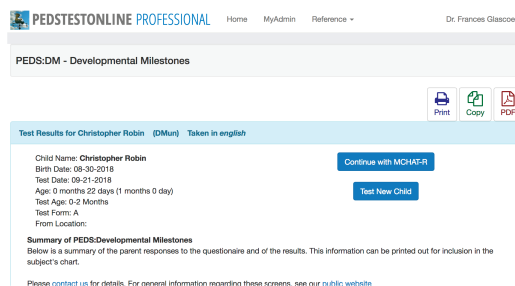 PEDSTESTONLINE PROFESSIONAL Home MyAdmin Reference Dr. Frances Glascoe
PEDS:DM - Developmental Milestones
Print Copy PDF
Test Results for Christopher Robin (DMun) Taken in english
Child Name: Christopher Robin
Birth Date: 08-30-2018
Test Date: 09-21-2018
Age: 0 months 22 days (1 months 0 day)
Test Age: 0-2 Months
Test Form: A
From Location:
Continue with MCHAT-R
Test New Child
Summary of PEDS:Developmental Milestones
Below is a summary of the parent responses to the questionaire and of the results. This information can be printed out for inclusion in the
subject's chart.
Please contact us for details. For general information regarding these screens, see our public website.